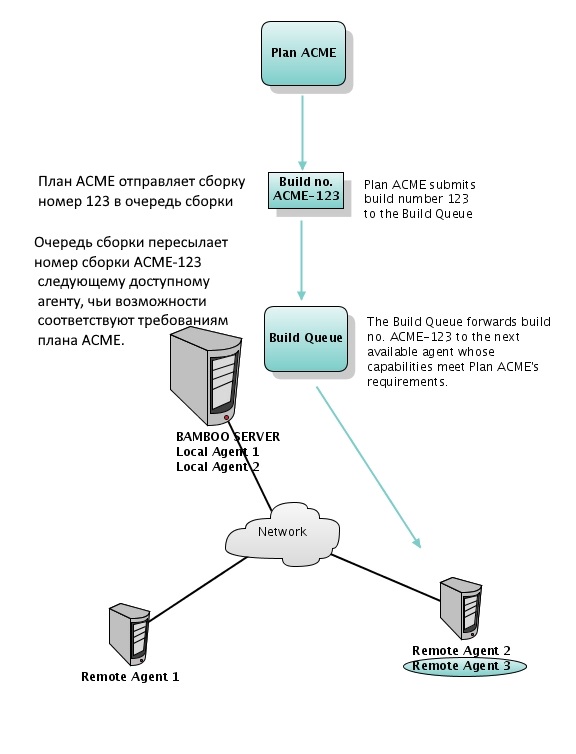 Plan ACME
План ACME отправляет сборку
номер 123 в очередь сборки
Build no.
ACME-123
Plan ACME submits
build number 123
to the Build Queue
Очередь сборки пересылает
номер сборки ACME-123
следующему доступному
агенту, чьи возможности
соответствуют требованиям
плана ACME.
Build Queue
The Build Queue forwards build
no. ACME-123 to the next
available agent whose
capabilities meet Plan ACME's
requirements.
BAMBOO SERVER
Local Agent 1
Local Agent 2
Network
Remote Agent 1
Remote Agent 2
Remote Agent 3